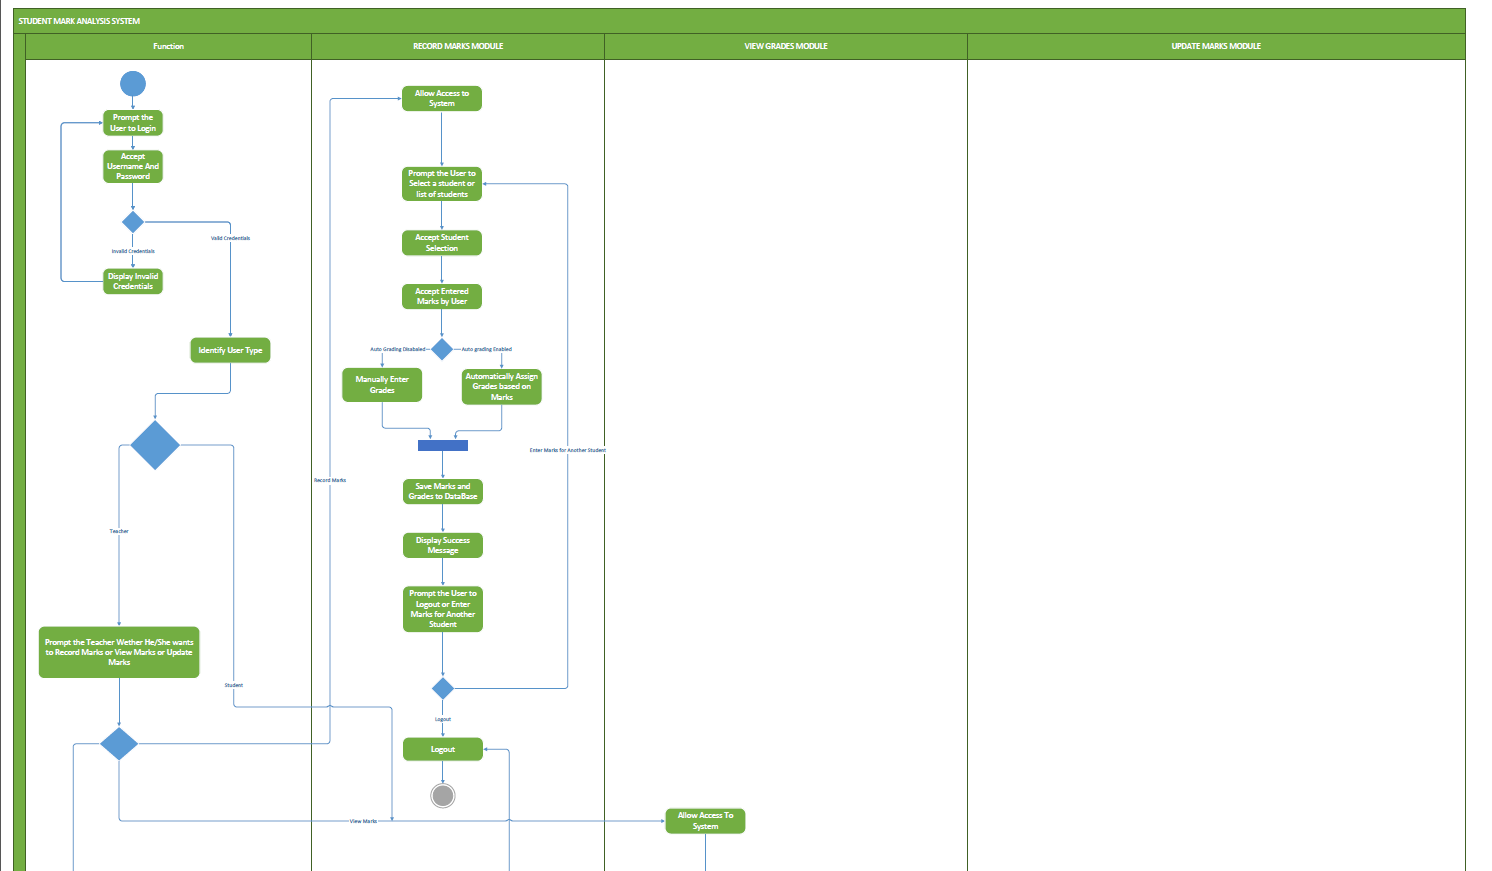 STUDENT MARK ANALYSIS SYSTEM
Function
RECORD MARKS MODULE
VIEW GRADES MODULE
UPDATE MARKS MODULE
Prompt the
User to Login
Accept
Username And
Password
Valid Credentials
Invalid Credentials
Display Invalid
Credentials
Identify User Type
Teacher
Student
Prompt the Teacher Wether He/She wants
to Record Marks or View Marks or Update
Marks
Record Marks
View Marks
Allow Access to
System
Prompt the User to
Select a student or
list of students
Accept Student
Selection
Accept Entered
Marks by User
Auto Grading Disabaled
Auto grading Enabled
Manually Enter
Grades
Automatically Assign
Grades based on
Marks
Enter Marks for Another Student
Save Marks and
Grades to DataBase
Display Success
Message
Prompt the User to
Logout or Enter
Marks for Another
Student
Logout
Logout
Allow Access To
System